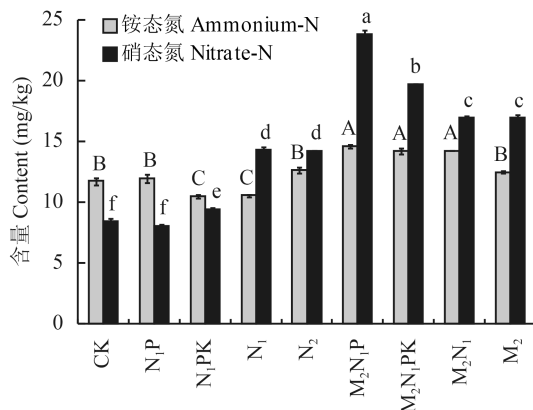 铵态氮 Ammonium-N
硝态氮 Nitrate-N
含量 Content (mg/kg)
25
20
15
10
5
0
B f
B f
C e
C d
B d
A a
A b
A c
B c
CK
N₁P
N₁PK
N₁
N₂
M₂N₁P
M₂N₁PK
M₂N₁
M₂